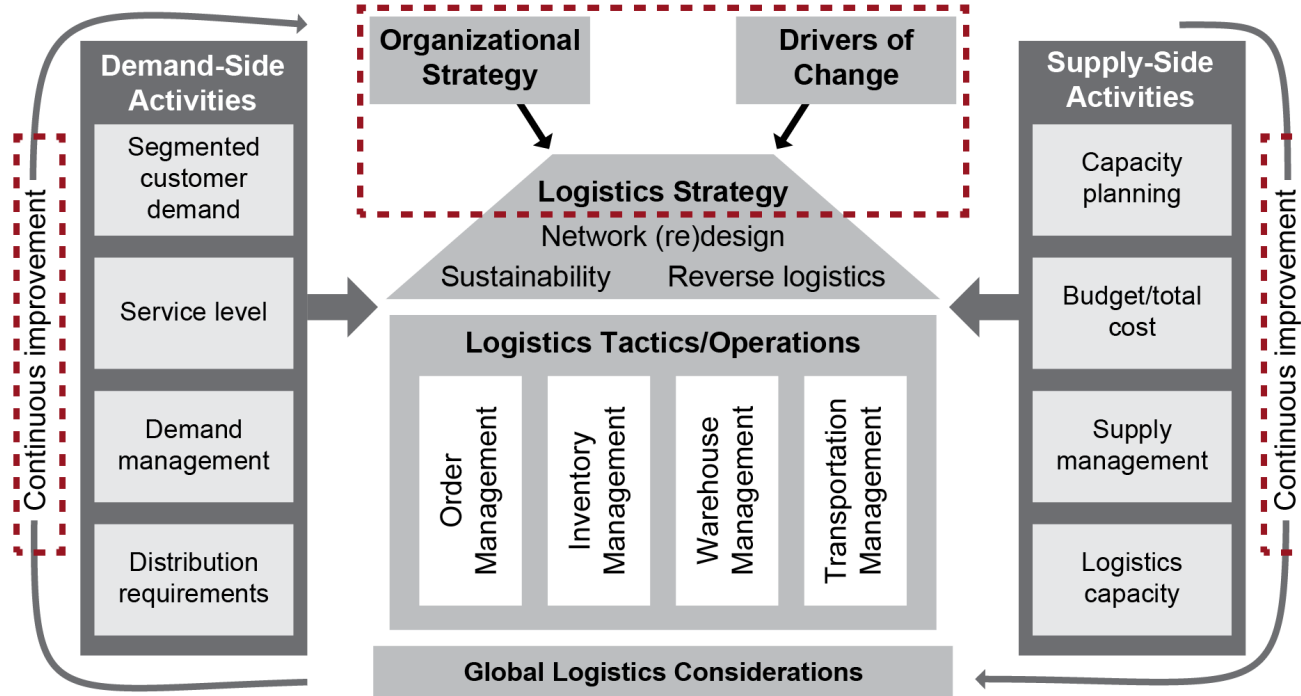 Continuous improvement
Demand-Side
Activities
Segmented
customer
demand
Service level
Demand
management
Distribution
requirements
Organizational
Strategy
Drivers of
Change
Logistics Strategy
Network (re)design
Sustainability Reverse logistics
Logistics Tactics/Operations
Order
Management
Inventory
Management
Warehouse
Management
Transportation
Management
Global Logistics Considerations
Supply-Side
Activities
Capacity
planning
Budget/total
cost
Supply
management
Logistics
capacity
Continuous improvement